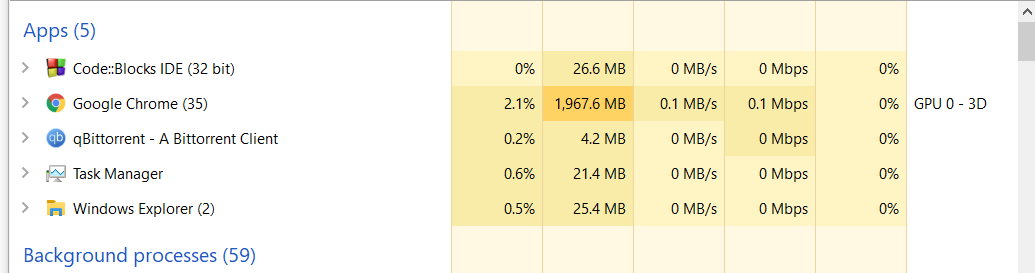 Apps (5)
Code::Blocks IDE (32 bit) 0% 26.6 MB 0 MB/s 0 Mbps 0%
Google Chrome (35) 2.1% 1,967.6 MB 0.1 MB/s 0.1 Mbps 0% GPU 0 - 3D
qb qBittorrent - A Bittorrent Client 0.2% 4.2 MB 0 MB/s 0 Mbps 0%
Task Manager 0.6% 21.4 MB 0 MB/s 0 Mbps 0%
Windows Explorer (2) 0.5% 25.4 MB 0 MB/s 0 Mbps 0%
Background processes (59)